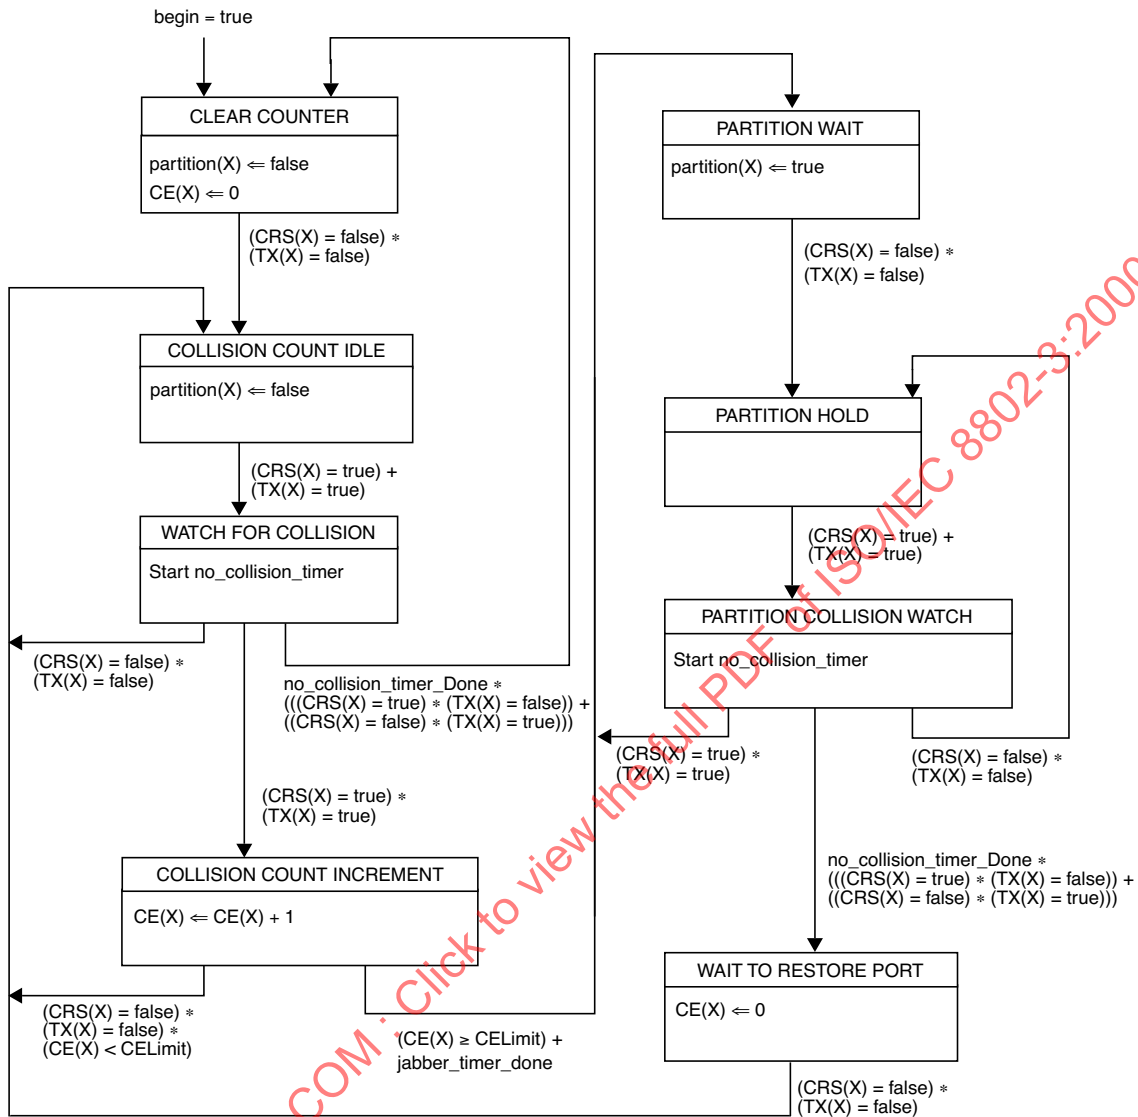 begin = true
CLEAR COUNTER
partition(X) ⇐ false
CE(X) ⇐ 0
(CRS(X) = false) *
(TX(X) = false)
COLLISION COUNT IDLE
partition(X) ⇐ false
(CRS(X) = true) +
(TX(X) = true)
WATCH FOR COLLISION
Start no_collision_timer
(CRS(X) = false) *
(TX(X) = false)
no_collision_timer_Done *
(((CRS(X) = true) * (TX(X) = false)) +
((CRS(X) = false) * (TX(X) = true)))
(CRS(X) = true) *
(TX(X) = true)
COLLISION COUNT INCREMENT
CE(X) ⇐ CE(X) + 1
(CRS(X) = false) *
(TX(X) = false) *
(CE(X) < CELimit)
(CE(X) ≥ CELimit) +
jabber_timer_done
PARTITION WAIT
partition(X) ⇐ true
(CRS(X) = false) *
(TX(X) = false)
PARTITION HOLD
(CRS(X) = true) +
(TX(X) = true)
PARTITION COLLISION WATCH
Start no_collision_timer
(CRS(X) = true) *
(TX(X) = true)
(CRS(X) = false) *
(TX(X) = false)
no_collision_timer_Done *
(((CRS(X) = true) * (TX(X) = false)) +
((CRS(X) = false) * (TX(X) = true)))
WAIT TO RESTORE PORT
CE(X) ⇐ 0
(CRS(X) = false) *
(TX(X) = false)
COM : Click to view the full PDF of ISO/IEC 8802-3:2000